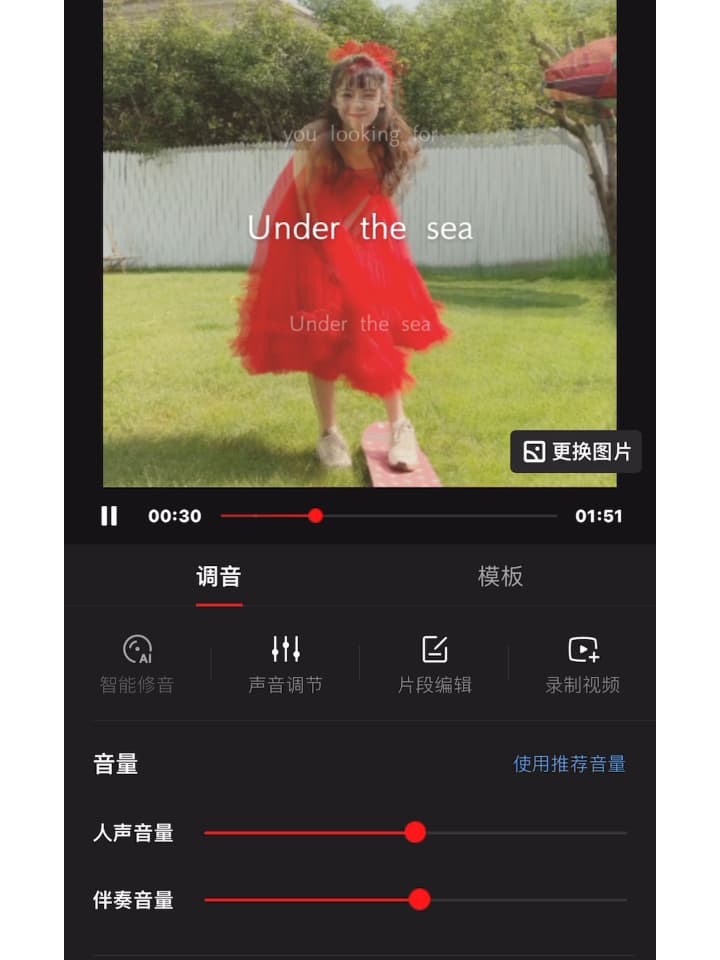 you looking for
Under the sea
Under the sea
更换图片
00:30
01:51
调音
模板
AI
智能修音
声音调节
片段编辑
录制视频
音量
使用推荐音量
人声音量
伴奏音量